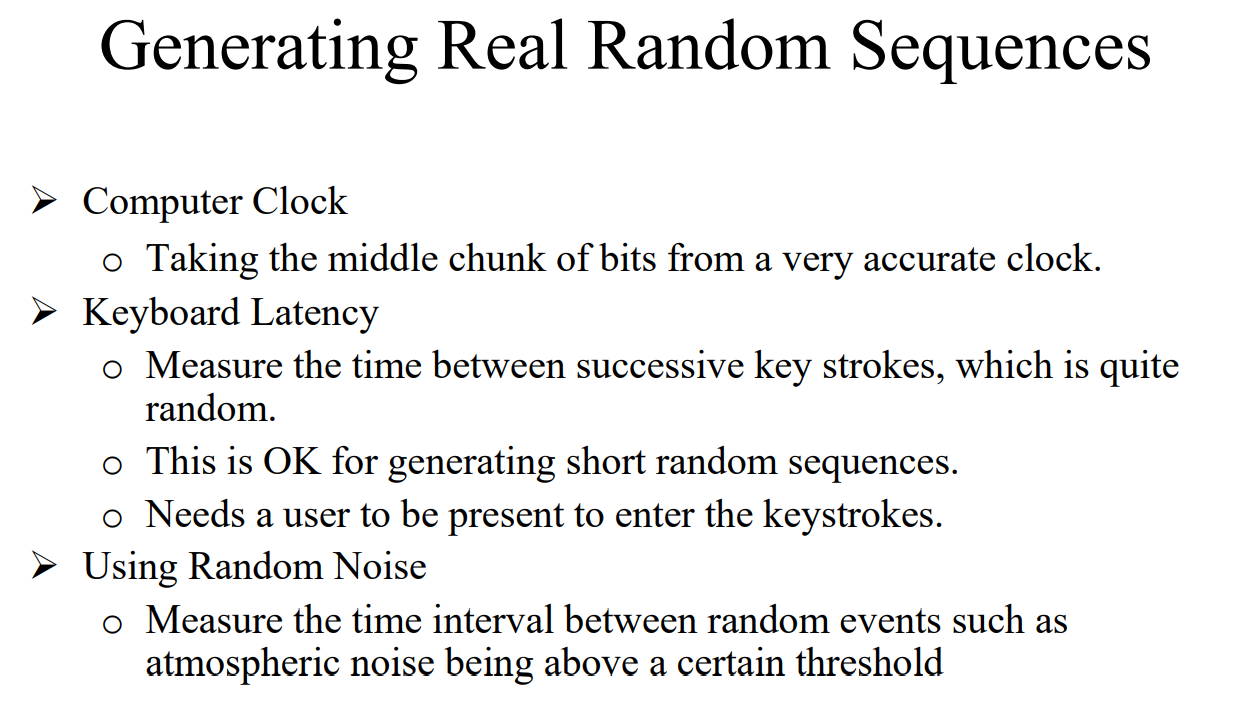 Generating Real Random Sequences
➢ Computer Clock
o Taking the middle chunk of bits from a very accurate clock.
➢ Keyboard Latency
o Measure the time between successive key strokes, which is quite
random.
o This is OK for generating short random sequences.
o Needs a user to be present to enter the keystrokes.
➢ Using Random Noise
o Measure the time interval between random events such as
atmospheric noise being above a certain threshold